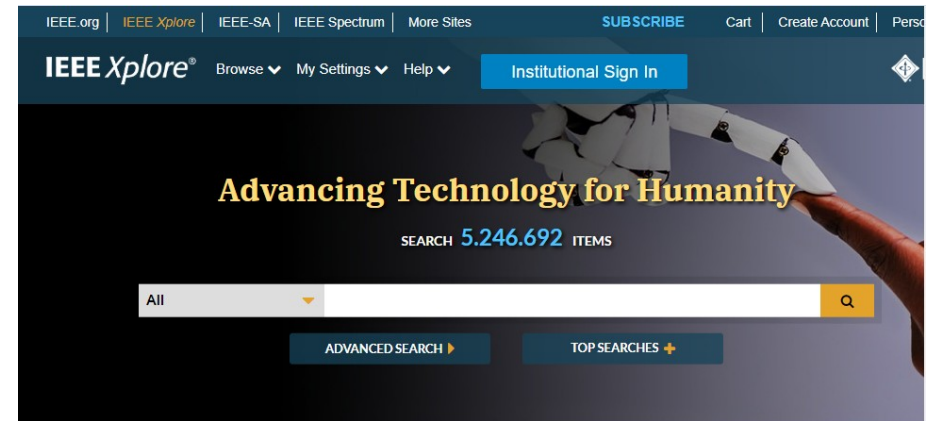 IEEE.org IEEE Xplore IEEE-SA IEEE Spectrum More Sites SUBSCRIBE Cart Create Account
IEEE Xplore® Browse My Settings Help Institutional Sign In
Advancing Technology for Humanity
SEARCH 5.246.692 ITEMS
All
ADVANCED SEARCH TOP SEARCHES